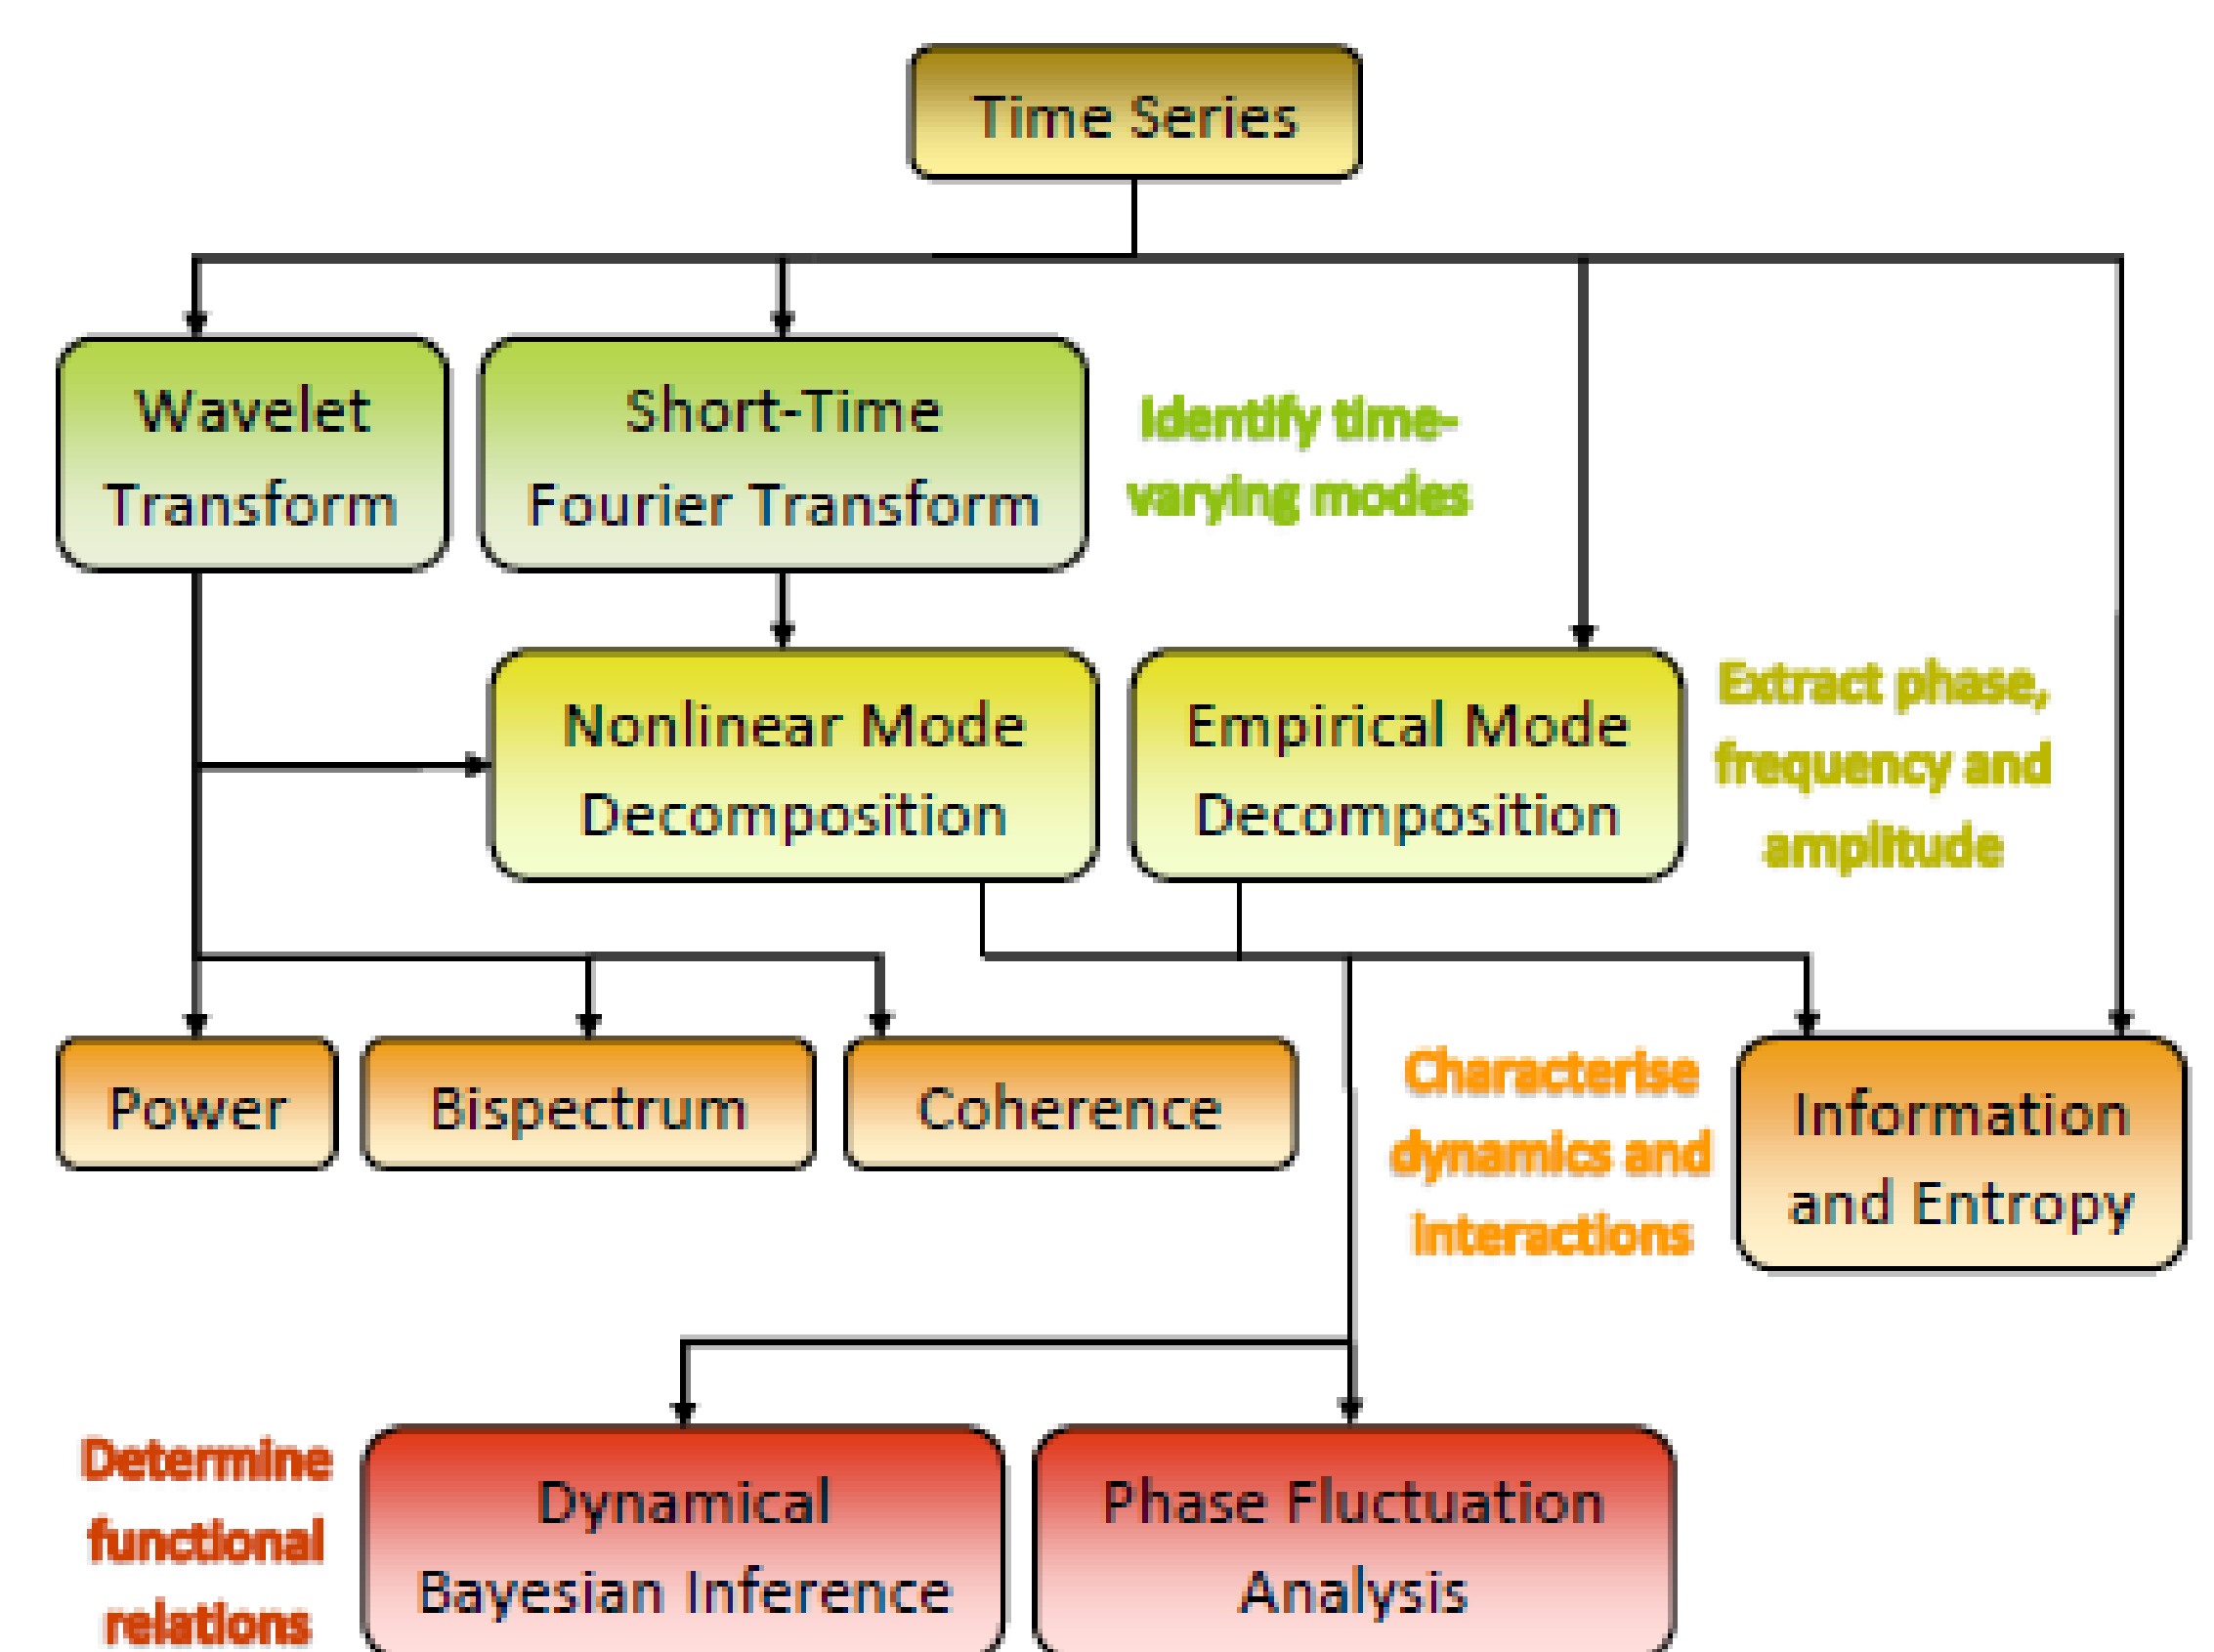 Time Series
Wavelet
Transform
Short-Time
Fourier Transform
Identify time-
varying modes
Nonlinear Mode
Decomposition
Empirical Mode
Decomposition
Extract phase,
frequency and
amplitude
Power
Bispectrum
Coherence
Characterise
dynamics and
interactions
Information
and Entropy
Determine
functional
relations
Dynamical
Bayesian Inference
Phase Fluctuation
Analysis